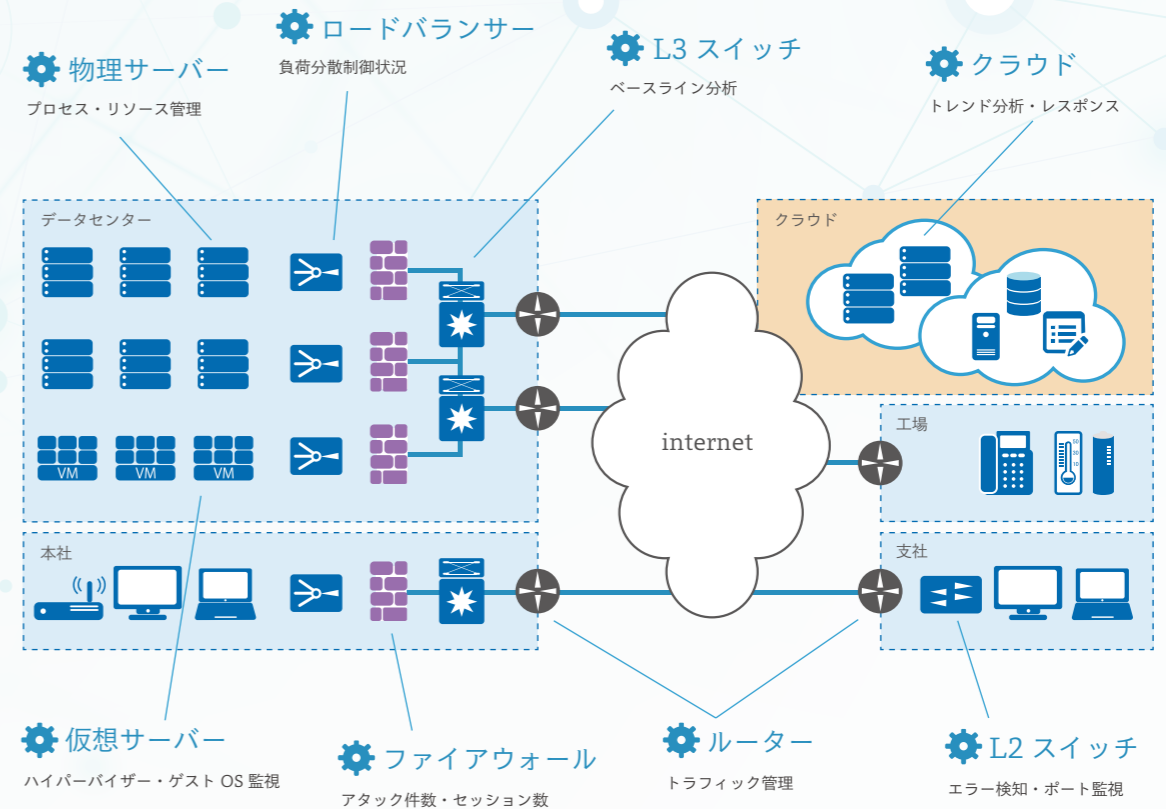 ロードバランサー
負荷分散制御状況
物理サーバー
プロセス・リソース管理
L3 スイッチ
ベースライン分析
クラウド
トレンド分析・レスポンス
データセンター
クラウド
VM
VM
VM
internet
工場
50
30
10
本社
支社
仮想サーバー
ハイパーバイザー・ゲスト OS 監視
ファイアウォール
アタック件数・セッション数
ルーター
トラフィック管理
L2 スイッチ
エラー検知・ポート監視